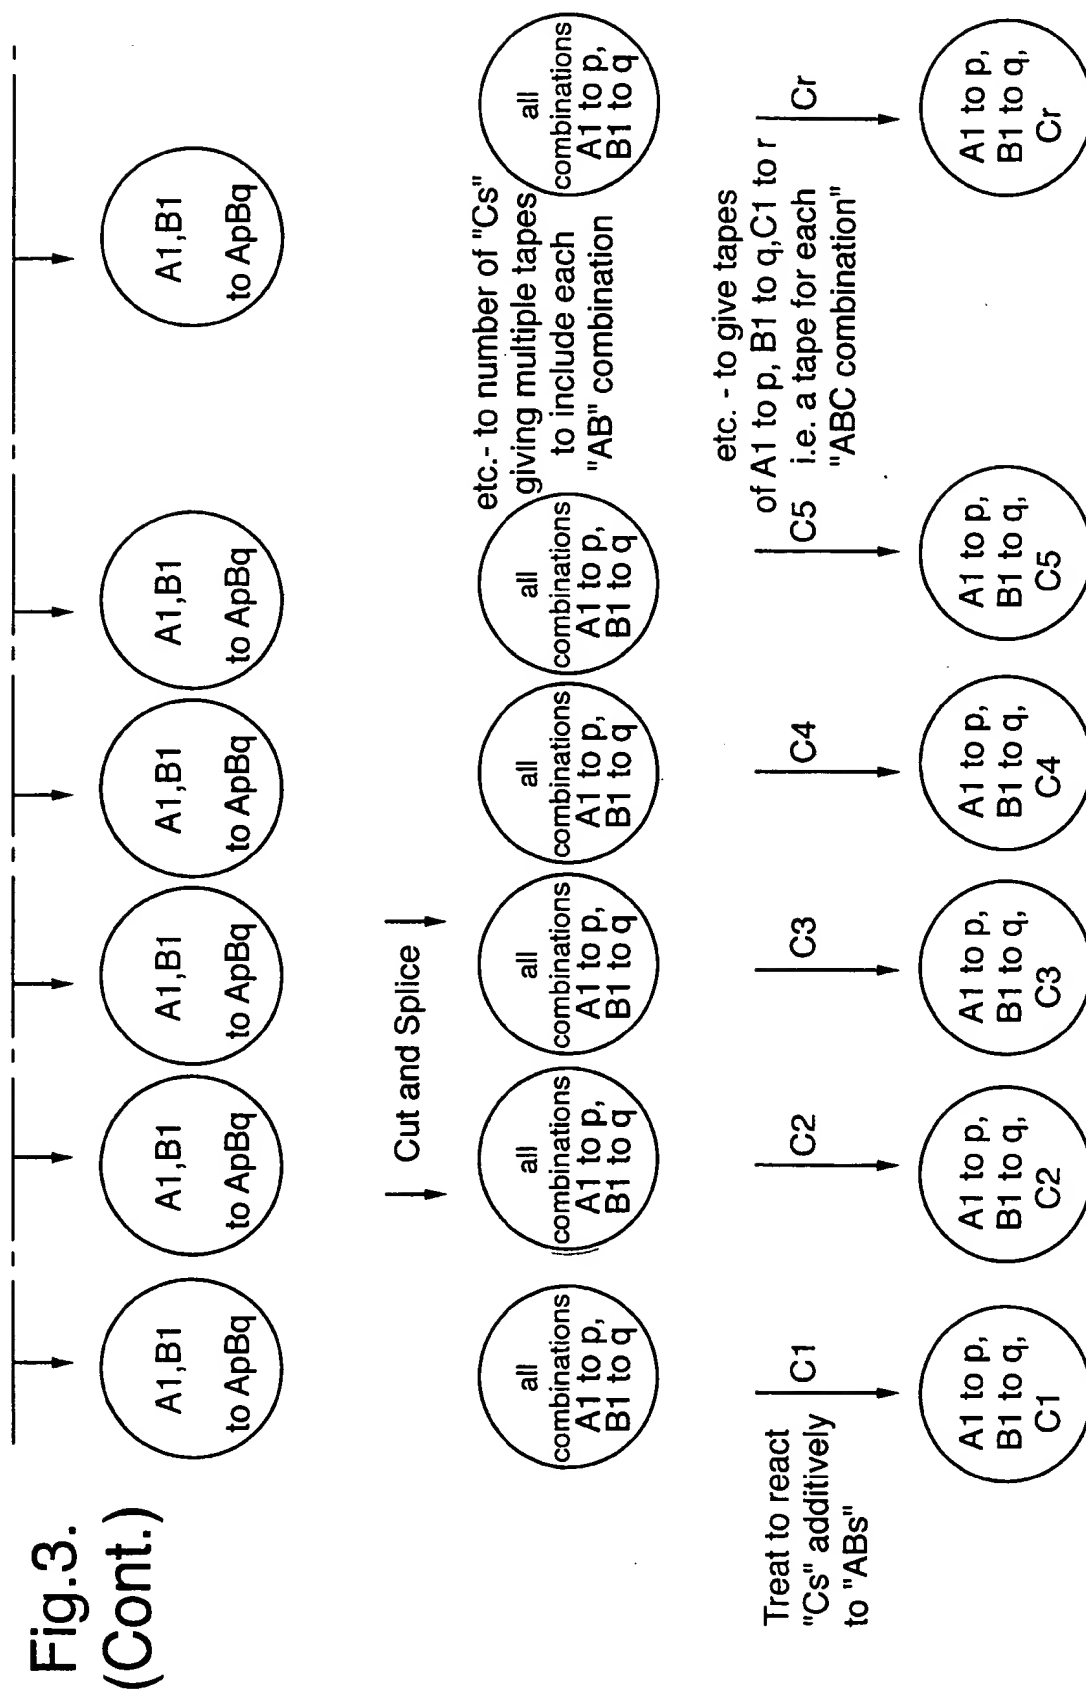 Fig.3.
(Cont.)
A1,B1
to ApBq
A1,B1
to ApBq
A1,B1
to ApBq
A1,B1
to ApBq
A1,B1
to ApBq
A1,B1
to ApBq
Cut and Splice
all
combinations
A1 to p,
B1 to q
all
combinations
A1 to p,
B1 to q
all
combinations
A1 to p,
B1 to q
all
combinations
A1 to p,
B1 to q
all
combinations
A1 to p,
B1 to q
etc.- to number of "Cs"
giving multiple tapes
to include each
"AB" combination
all
combinations
A1 to p,
B1 to q
Treat to react
"Cs" additively
to "ABs"
C1
C2
C3
C4
C5
etc. - to give tapes
of A1 to p, B1 to q,C1 to r
i.e. a tape for each
"ABC combination"
Cr
A1 to p,
B1 to q,
C1
A1 to p,
B1 to q,
C2
A1 to p,
B1 to q,
C3
A1 to p,
B1 to q,
C4
A1 to p,
B1 to q,
C5
A1 to p,
B1 to q,
Cr